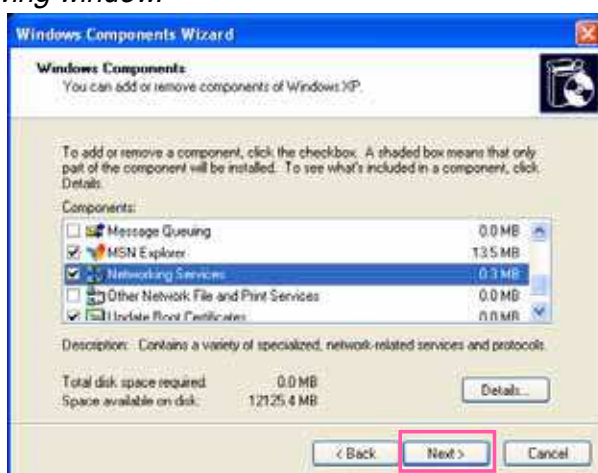 ing window
Windows Components Wizard
Windows Components
You can add or remove components of Windows XP.
To add or remove a component, click the checkbox. A shaded box means that only
part of the component will be installed. To see what's included in a component, click
Details.
Components:
Message Queuing 0.0 MB
MSN Explorer 13.5 MB
Networking Services 0.3 MB
Other Network File and Print Services 0.0 MB
Update Root Certificates 0.0 MB
Description: Contains a variety of specialized, network-related services and protocols.
Total disk space required: 0.0 MB
Space available on disk: 12125.4 MB
Details...
< Back Next > Cancel